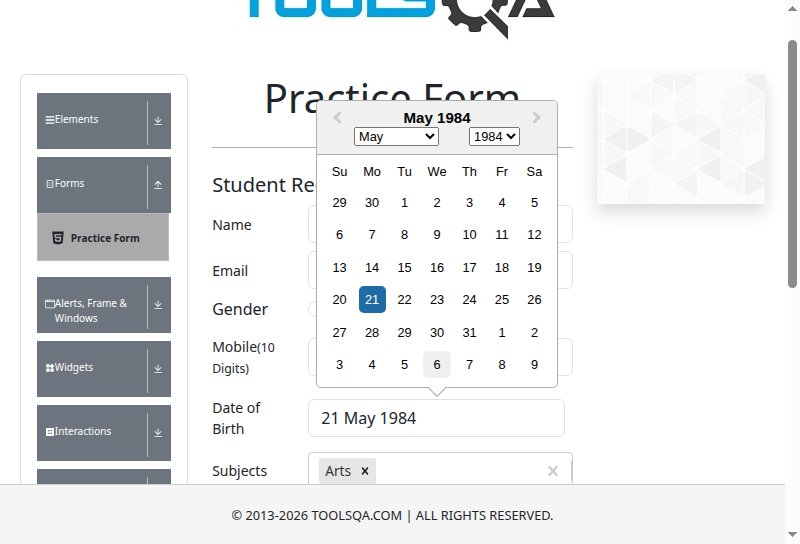 TOOLSQA
Practice Form
Elements
Forms
Practice Form
Alerts, Frame &
Windows
Widgets
Interactions
Student Re
Name
Email
Gender
Mobile(10
Digits)
May 1984
May 1984
Su Mo Tu We Th Fr Sa
29 30 1 2 3 4 5
6 7 8 9 10 11 12
13 14 15 16 17 18 19
20 21 22 23 24 25 26
27 28 29 30 31 1 2
3 4 5 6 7 8 9
Date of
Birth
21 May 1984
Subjects
Arts
© 2013-2026 TOOLSQA.COM | ALL RIGHTS RESERVED.